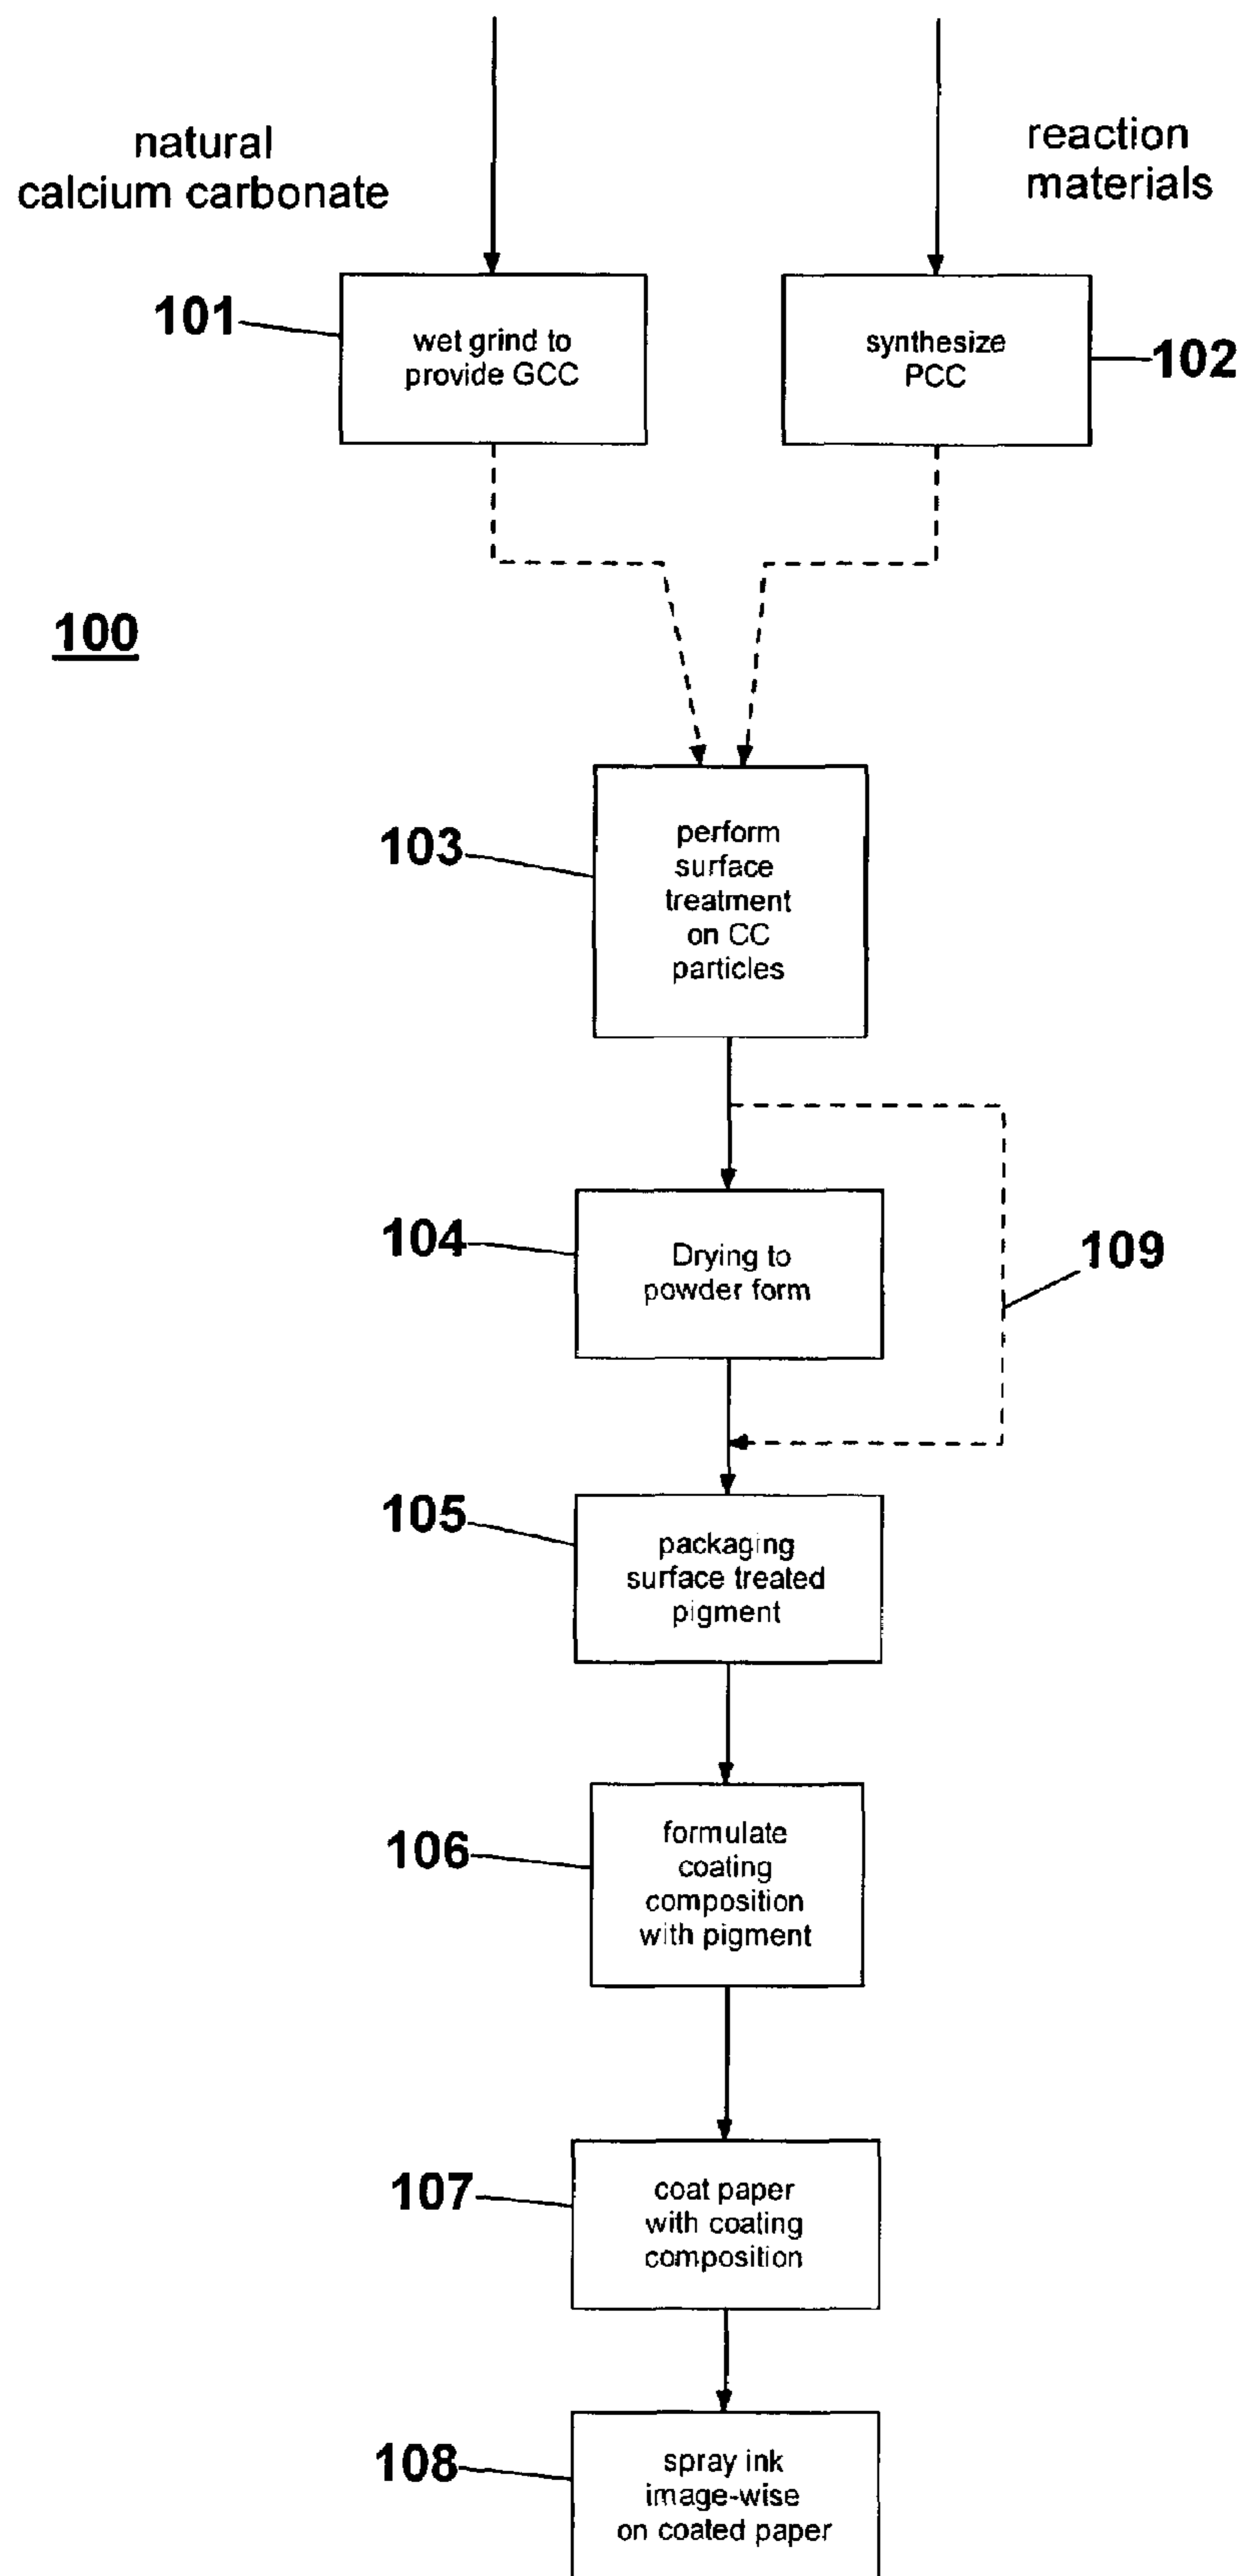 natural
calcium carbonate
reaction
materials
101
wet grind to
provide GCC
synthesize
PCC
102
100
103
perform
surface
treatment
on CC
particles
104
Drying to
powder form
109
105
packaging
surface treated
pigment
106
formulate
coating
composition
with pigment
107
coat paper
with coating
composition
108
spray ink
image-wise
on coated paper